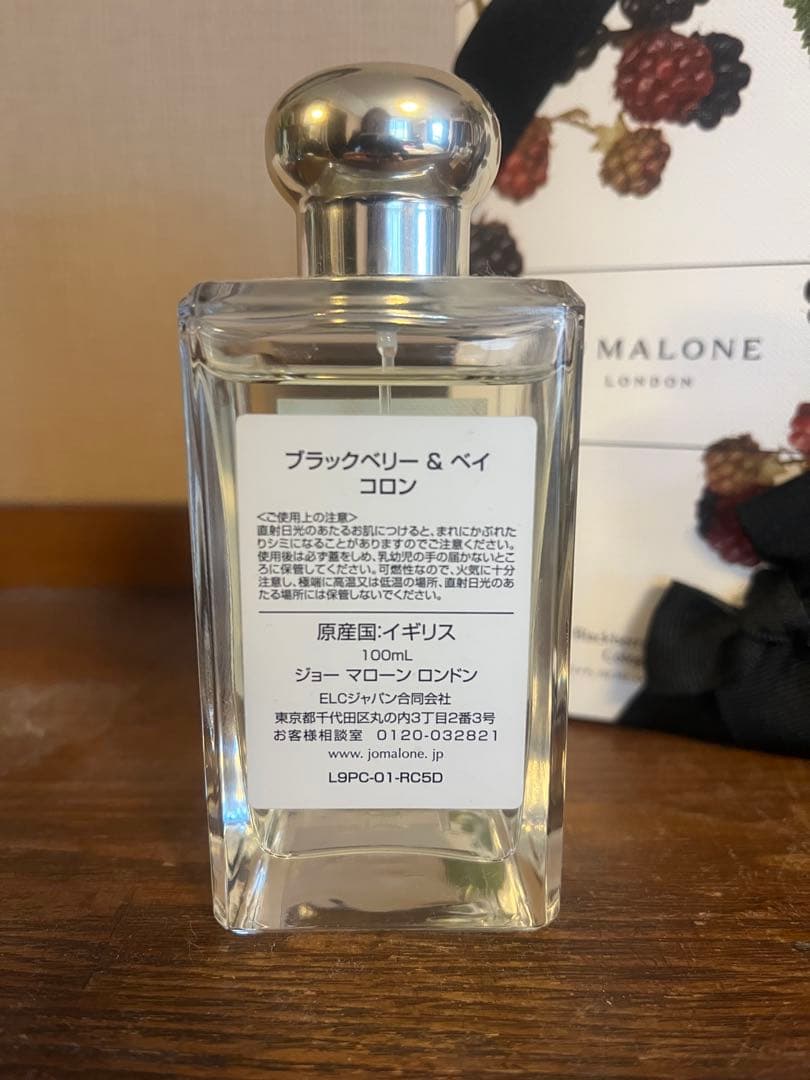 MALONE
LONDON
ブラックベリー & ベイ
コロン
<ご使用上の注意>
直射日光のあたるお肌につけると、まれにかぶれた
りシミになることがありますのでご注意ください。
使用後は必ず蓋をしめ、乳幼児の手の届かないとこ
ろに保管してください。可燃性なので、火気に十分
注意し、極端に高温又は低温の場所、直射日光のあ
たる場所には保管しないでください。
原産国:イギリス
100mL
ジョー マローン ロンドン
ELCジャパン合同会社
東京都千代田区丸の内3丁目2番3号
お客様相談室 0120-032821
www. jomalone. jp
L9PC-01-RC5D